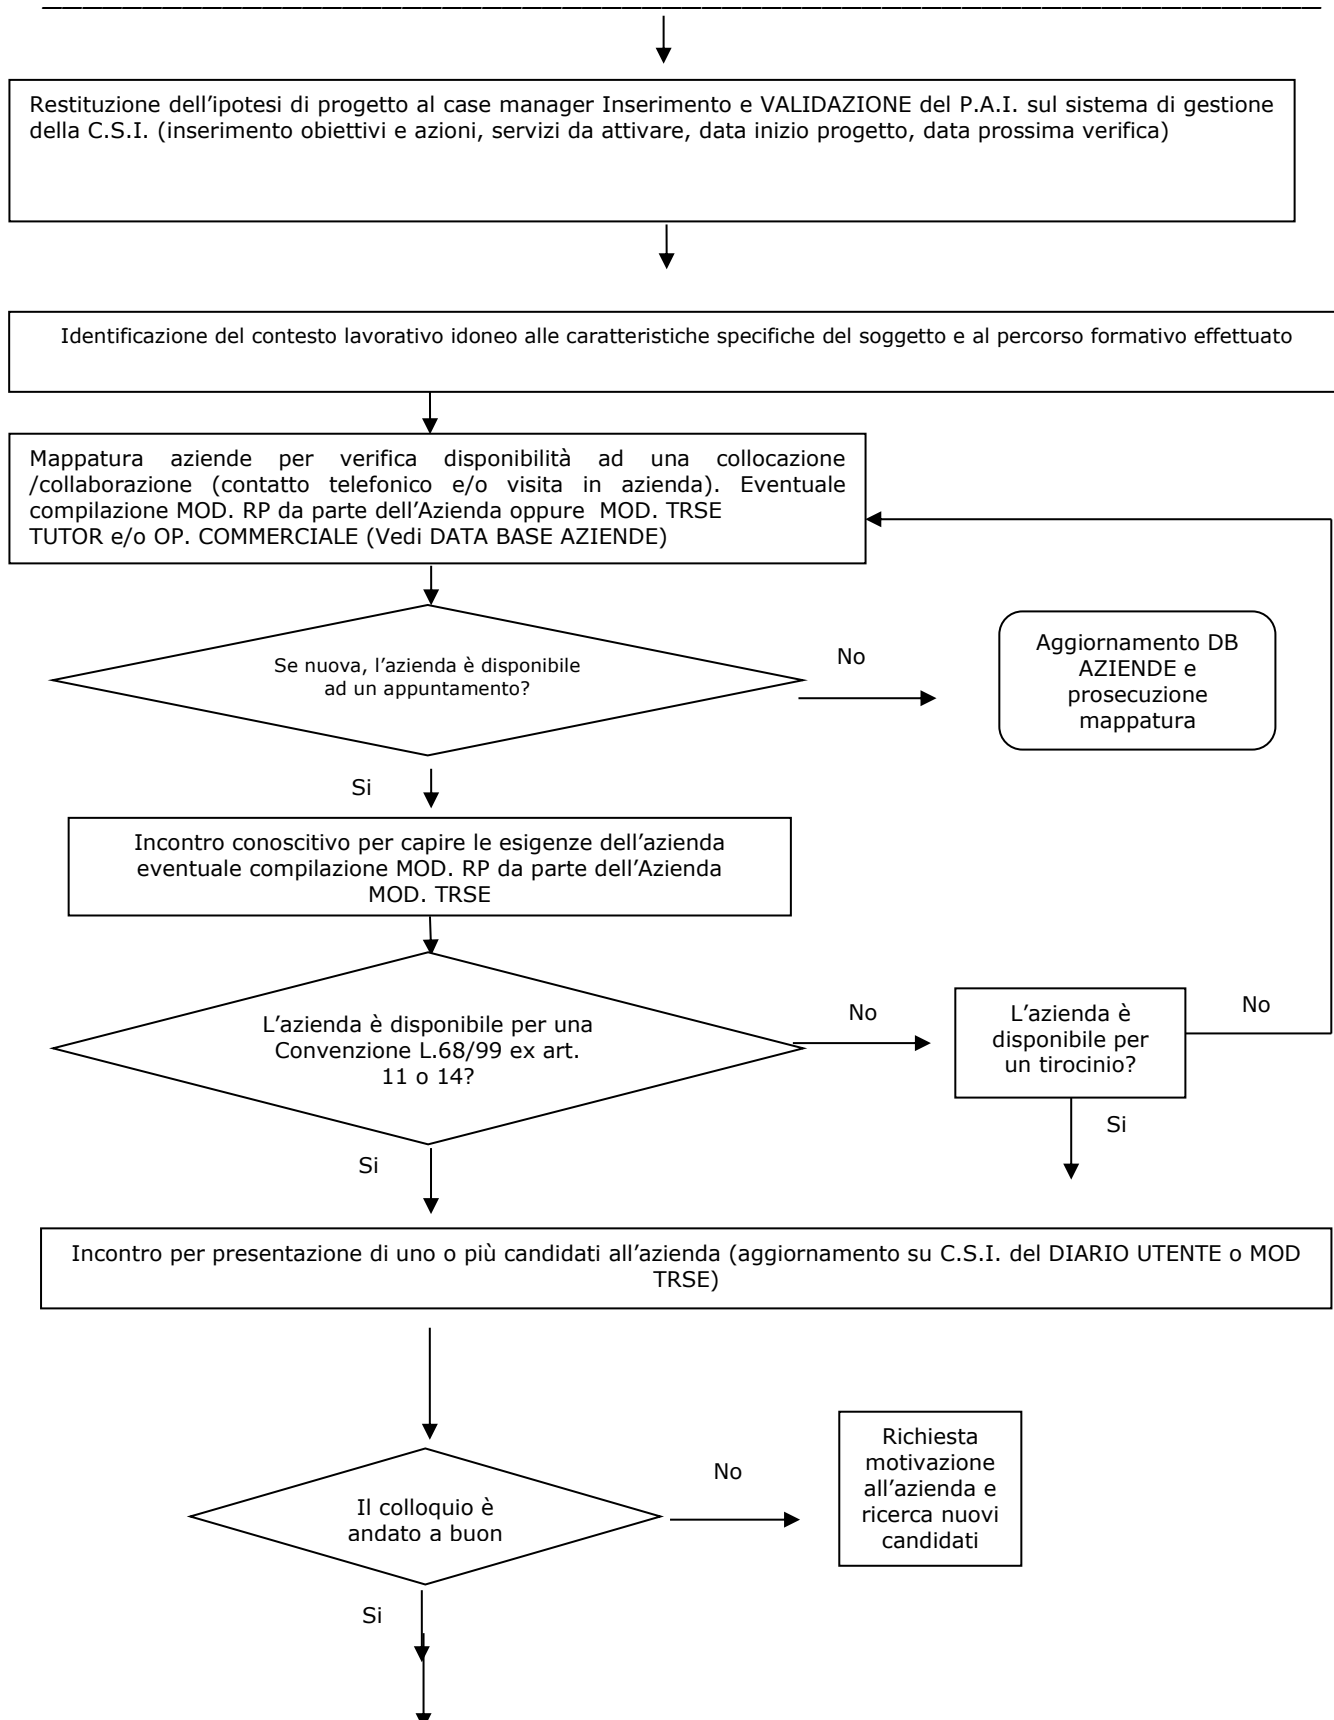 Restituzione dell'ipotesi di progetto al case manager Inserimento e VALIDAZIONE del P.A.I. sul sistema di gestione
della C.S.I. (inserimento obiettivi e azioni, servizi da attivare, data inizio progetto, data prossima verifica)
Identificazione del contesto lavorativo idoneo alle caratteristiche specifiche del soggetto e al percorso formativo effettuato
Mappatura aziende per verifica disponibilità ad una collocazione
/collaborazione (contatto telefonico e/o visita in azienda). Eventuale
compilazione MOD. RP da parte dell'Azienda oppure MOD. TRSE
TUTOR e/o OP. COMMERCIALE (Vedi DATA BASE AZIENDE)
Se nuova, l'azienda è disponibile
ad un appuntamento?
No
Aggiornamento DB
AZIENDE e
prosecuzione
mappatura
Si
Incontro conoscitivo per capire le esigenze dell'azienda
eventuale compilazione MOD. RP da parte dell'Azienda
MOD. TRSE
L'azienda è disponibile per una
Convenzione L.68/99 ex art.
11 o 14?
No
L'azienda è
disponibile per
un tirocinio?
No
Si
Si
Incontro per presentazione di uno o più candidati all'azienda (aggiornamento su C.S.I. del DIARIO UTENTE o MOD
TRSE)
Il colloquio è
andato a buon
No
Richiesta
motivazione
all'azienda e
ricerca nuovi
candidati
Si